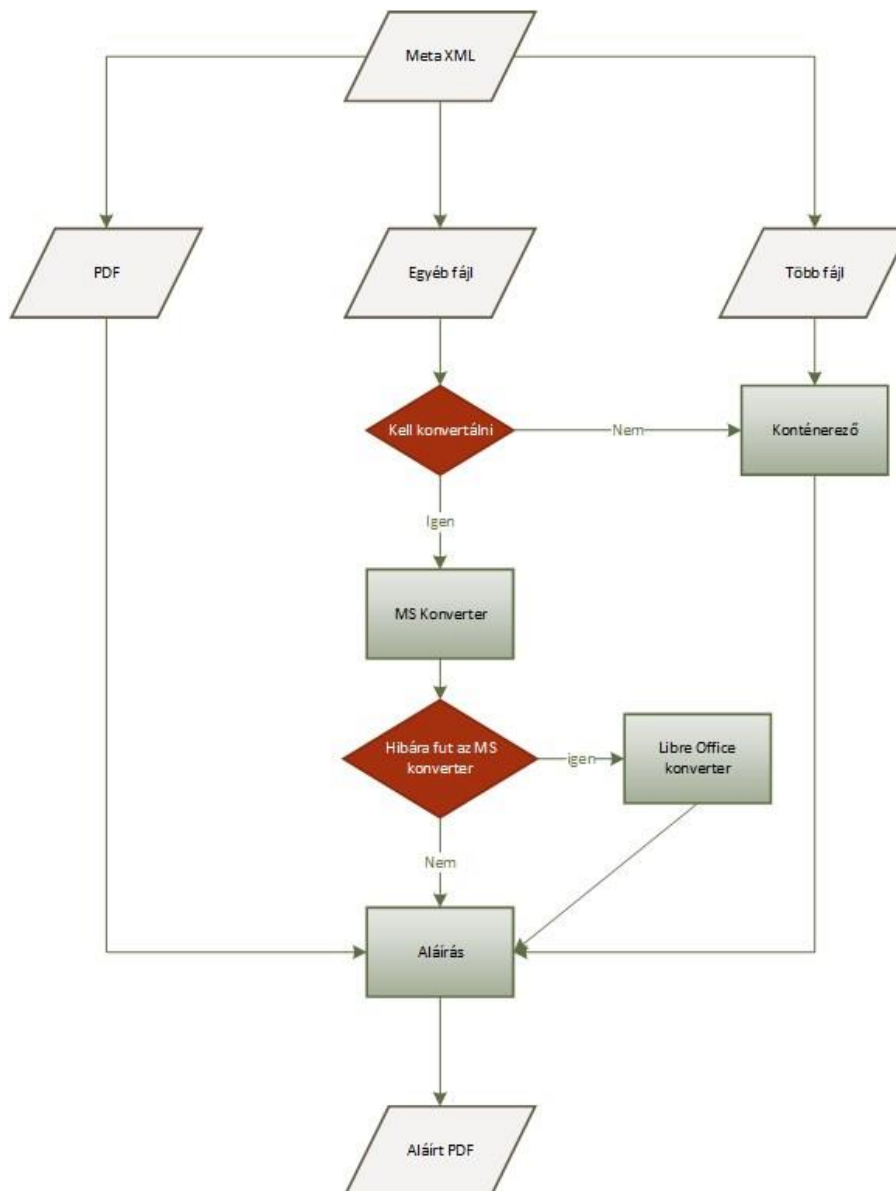 Meta XML
PDF
Egyéb fájl
Több fájl
Kell konvertálni
Nem
Konténerező
Igen
MS Konverter
Hibára fut az MS
konverter
igen
Libre Office
konverter
Nem
Aláírás
Aláírt PDF